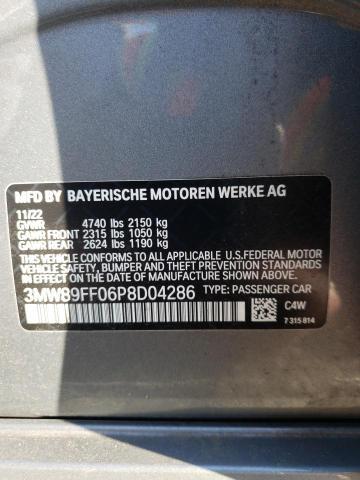 MFD BY BAYERISCHE MOTOREN WERKE AG
11/22
GVWR 4740 lbs 2150 kg
GAWR FRONT 2315 lbs 1050 kg
GAWR REAR 2624 lbs 1190 kg
THIS VEHICLE CONFORMS TO ALL APPLICABLE U.S.FEDERAL MOTOR
VEHICLE SAFETY, BUMPER AND THEFT PREVENTION STANDARDS
IN EFFECT ON THE DATE OF MANUFACTURE SHOWN ABOVE.
3MW89FF06P8D04286 TYPE: PASSENGER CAR
C4W
7 315 814